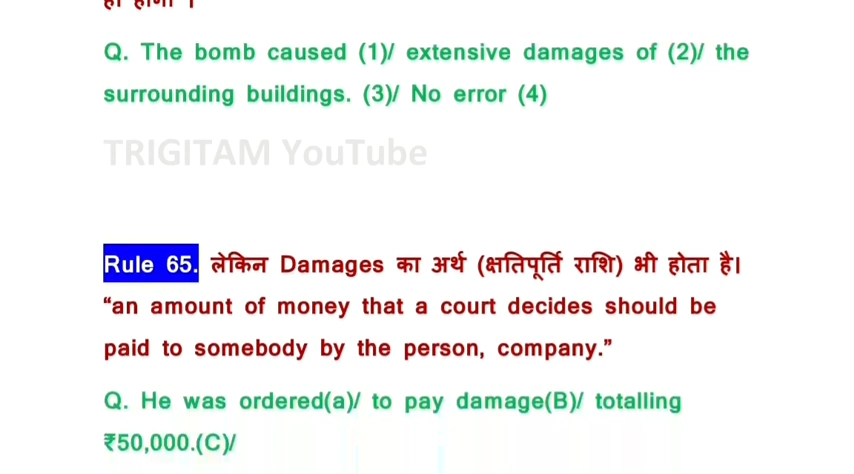 Q. The bomb caused (1)/ extensive damages of (2)/ the
surrounding buildings. (3)/ No error (4)
TRIGITAM YouTube
Rule 65. लेकिन Damages का अर्थ (क्षतिपूर्ति राशि) भी होता है।
“an amount of money that a court decides should be
paid to somebody by the person, company.”
Q. He was ordered(a)/ to pay damage(B)/ totalling
₹50,000.(C)/